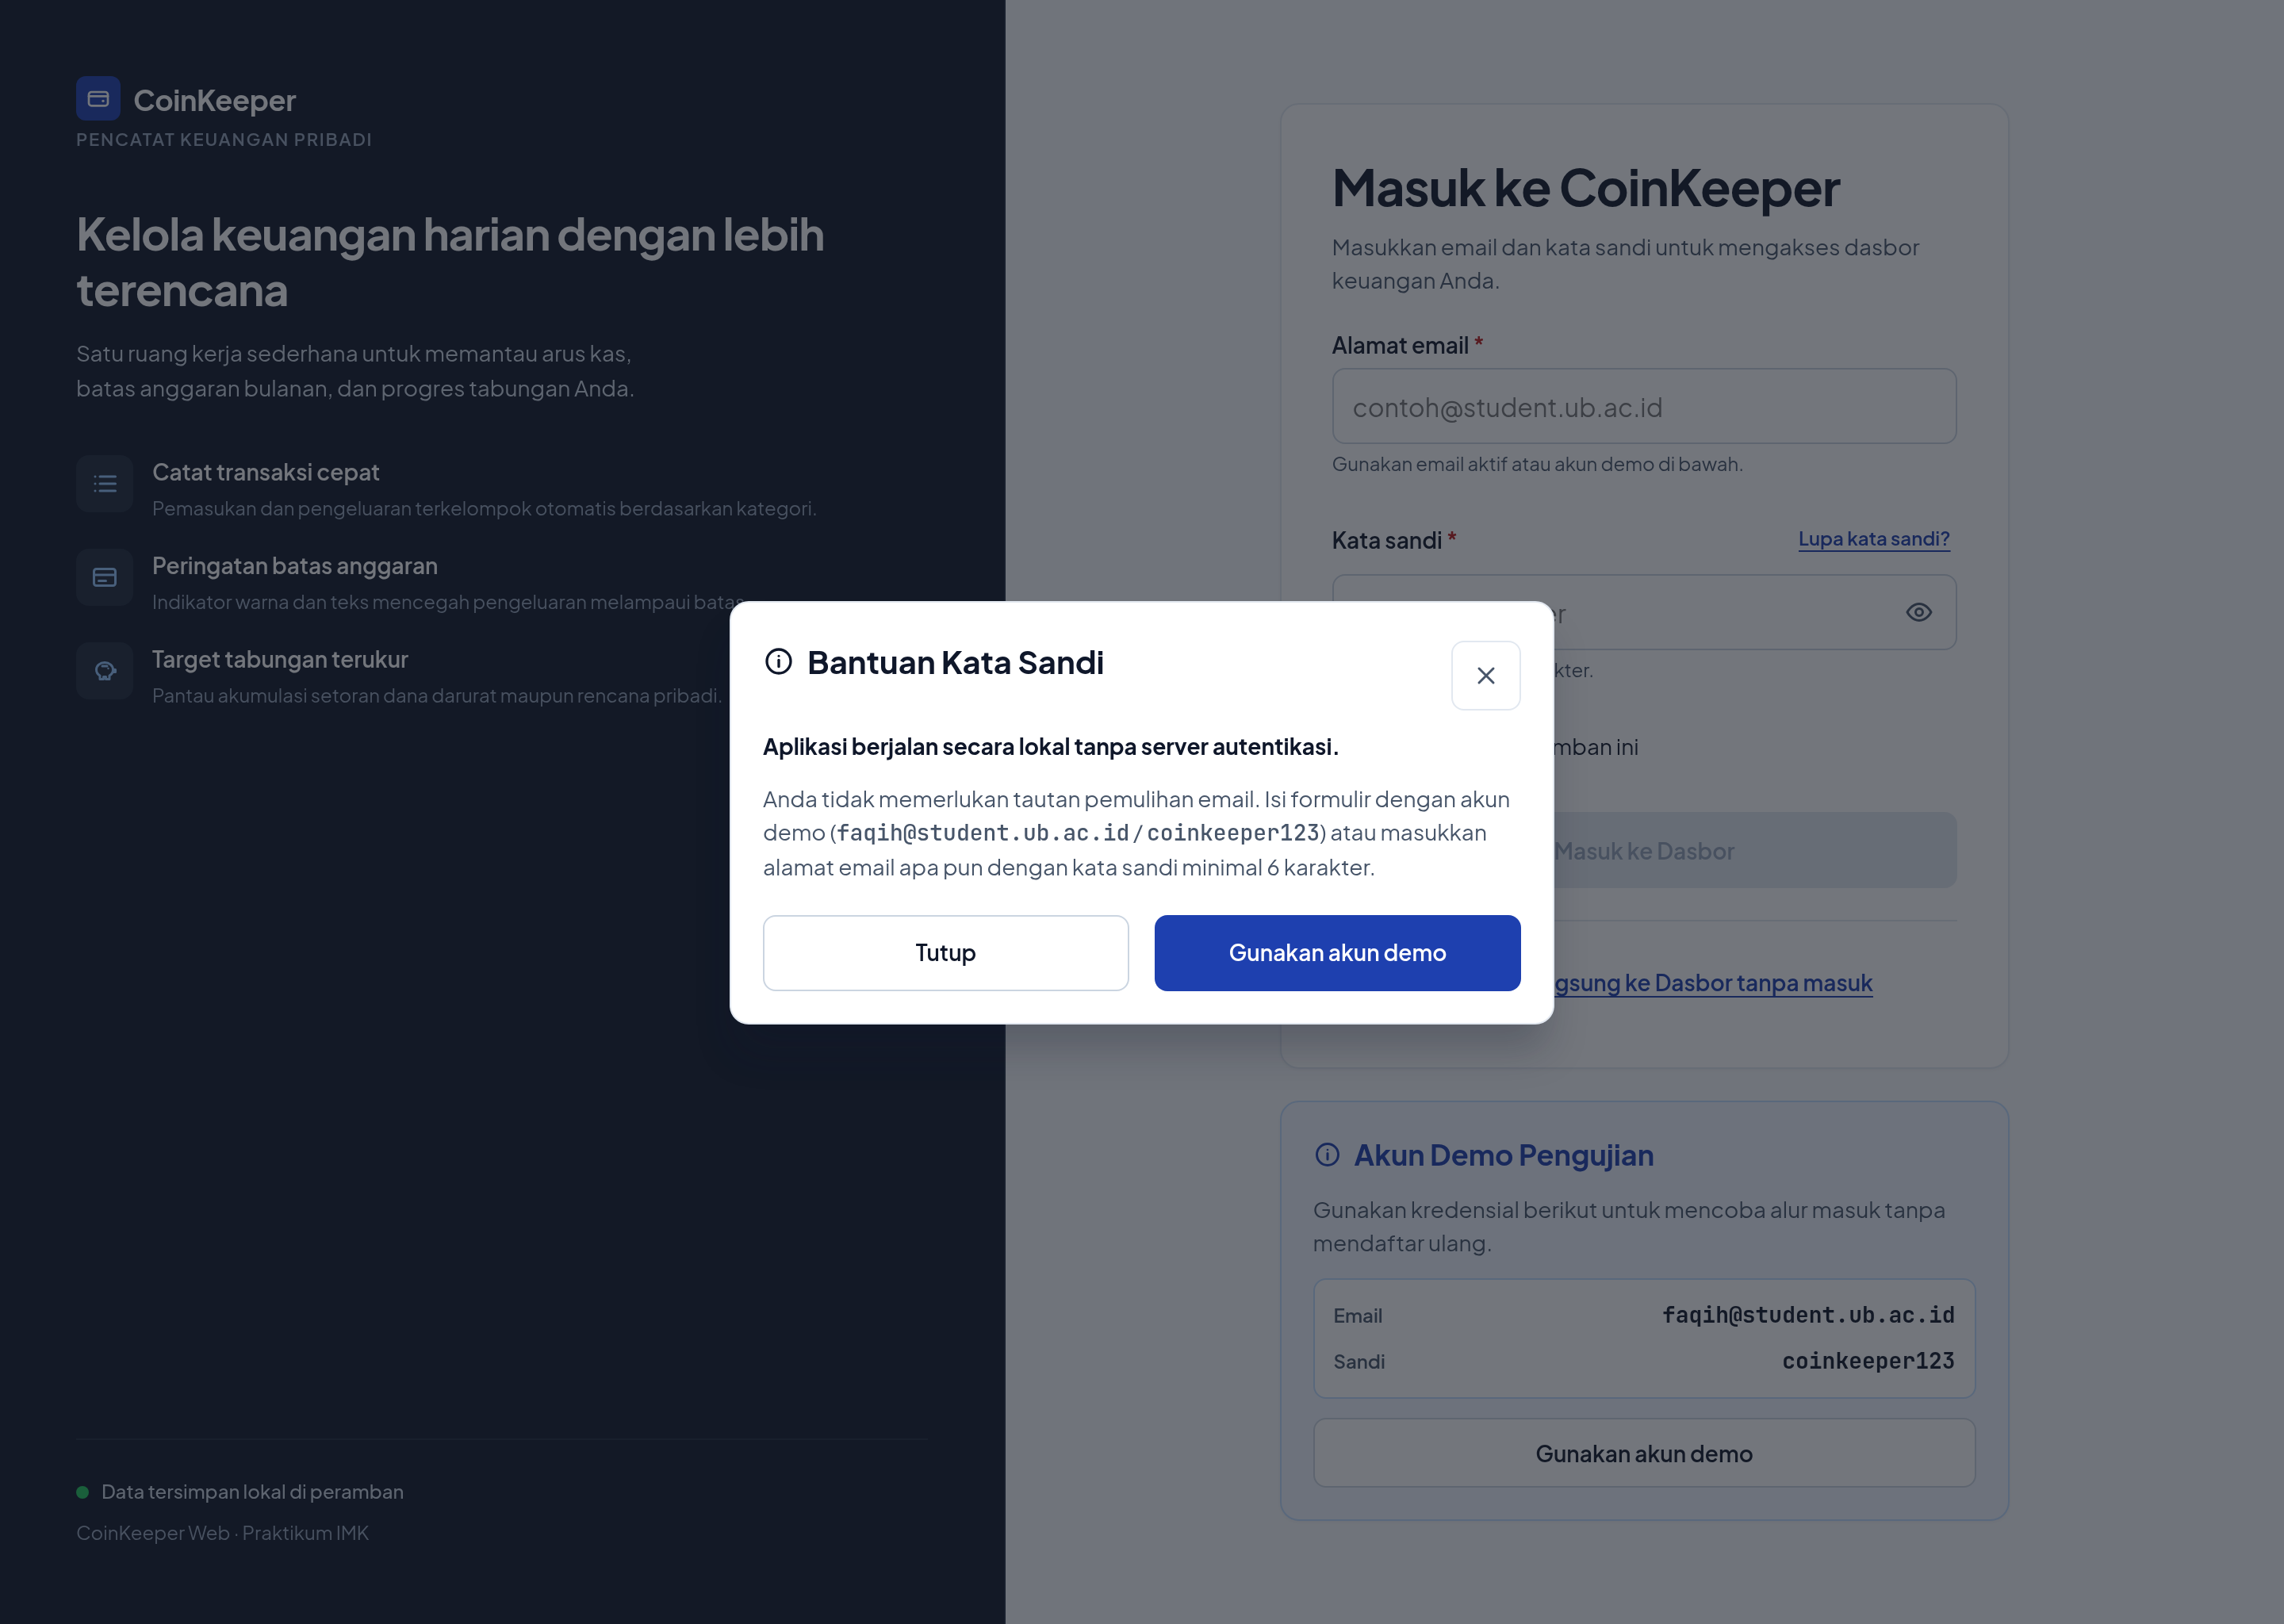 CoinKeeper
PENCATAT KEUANGAN PRIBADI
Kelola keuangan harian dengan lebih
terencana
Satu ruang kerja sederhana untuk memantau arus kas,
batas anggaran bulanan, dan progres tabungan Anda.
Catat transaksi cepat
Pemasukan dan pengeluaran terkelompok otomatis berdasarkan kategori.
Peringatan batas anggaran
Indikator warna dan teks mencegah pengeluaran melampaui batas
Target tabungan terukur
Pantau akumulasi setoran dana darurat maupun rencana pribadi.
Data tersimpan lokal di peramban
CoinKeeper Web · Praktikum IMK
Masuk ke CoinKeeper
Masukkan email dan kata sandi untuk mengakses dasbor
keuangan Anda.
Alamat email *
contoh@student.ub.ac.id
Gunakan email aktif atau akun demo di bawah.
Kata sandi *
Lupa kata sandi?
Bantuan Kata Sandi
Aplikasi berjalan secara lokal tanpa server autentikasi.
Anda tidak memerlukan tautan pemulihan email. Isi formulir dengan akun
demo (faqih@student.ub.ac.id / coinkeeper123) atau masukkan
alamat email apa pun dengan kata sandi minimal 6 karakter.
Tutup
Gunakan akun demo
er
kter.
mban ini
Masuk ke Dasbor
gsung ke Dasbor tanpa masuk
Akun Demo Pengujian
Gunakan kredensial berikut untuk mencoba alur masuk tanpa
mendaftar ulang.
Email
faqih@student.ub.ac.id
Sandi
coinkeeper123
Gunakan akun demo